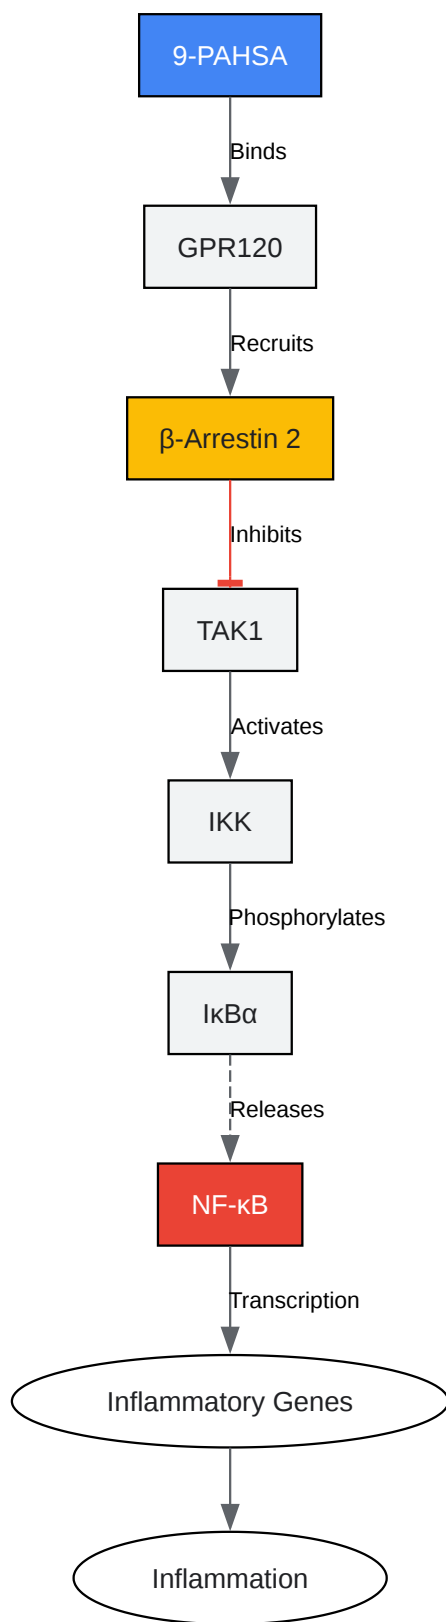 9-PAHSA
Binds
GPR120
Recruits
β-Arrestin 2
Inhibits
TAK1
Activates
IKK
Phosphorylates
IκBα
Releases
NF-κB
Transcription
Inflammatory Genes
Inflammation